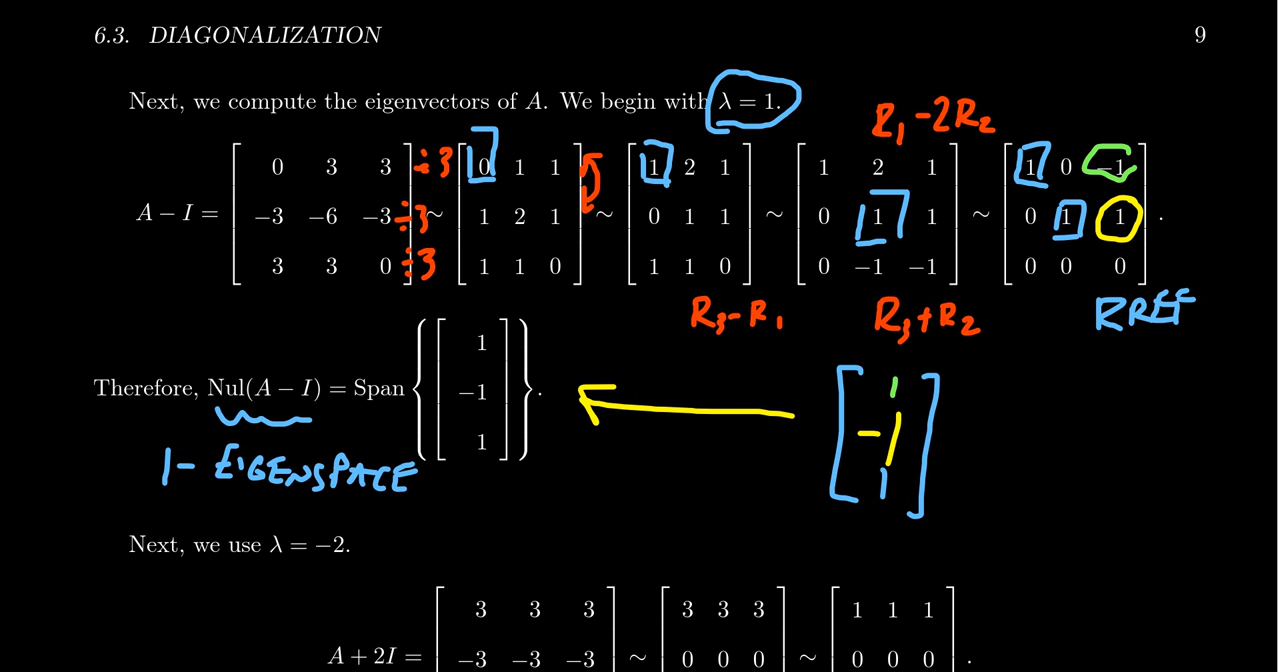 6.3. DIAGONALIZATION 9
Next, we compute the eigenvectors of A. We begin with λ = 1.
R₁ -2R₂
0 3 3 ÷3 0 1 1 1 2 1 1 2 1 1 0 −1
A − I = −3 −6 −3 ÷3 ∼ 1 2 1 ∼ 0 1 1 ∼ 0 1 1 ∼ 0 1 1 .
3 3 0 ÷3 1 1 0 1 1 0 0 −1 −1 0 0 0
R₃-R₁ R₃+R₂ RREF
1
Therefore, Nul(A − I) = Span { −1 } .
1
1
-1
1
1- EIGENSPACE
Next, we use λ = −2.
3 3 3 3 3 3 1 1 1
A + 2I = −3 −3 −3 ∼ 0 0 0 ∼ 0 0 0 .